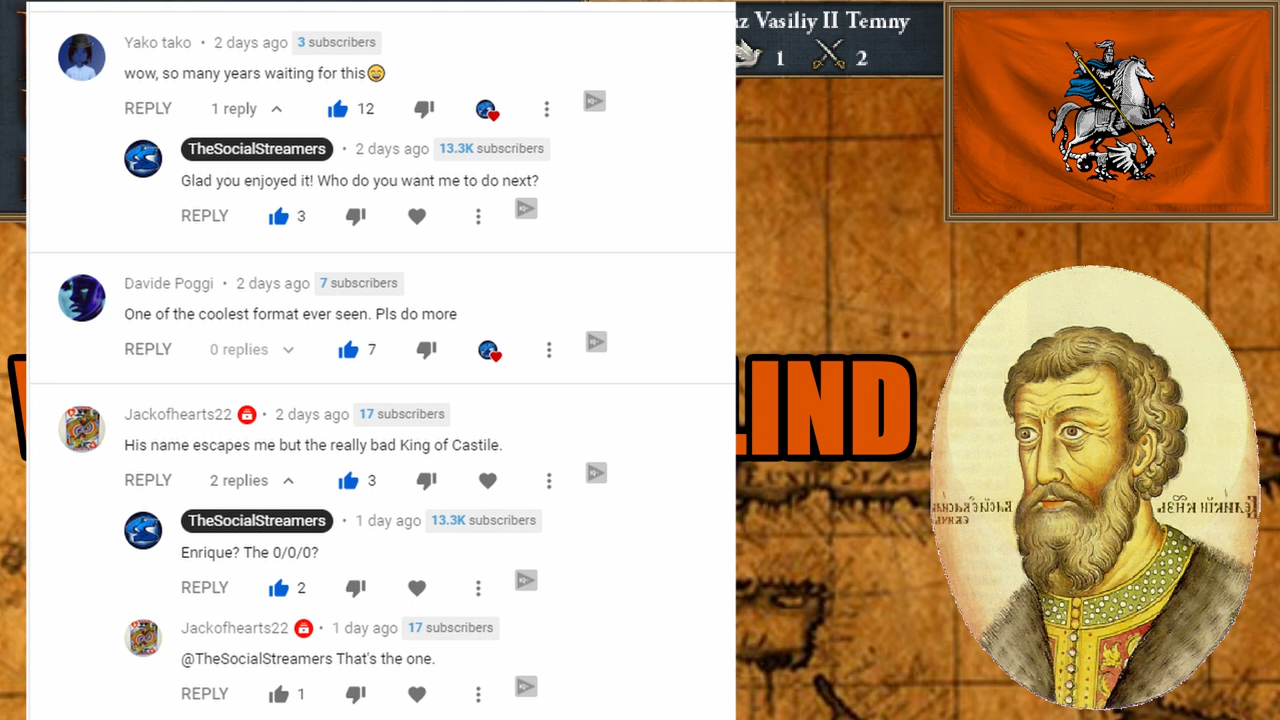 Yako tako • 2 days ago 3 subscribers
wow, so many years waiting for this😄
REPLY 1 reply 12
TheSocialStreamers • 2 days ago 13.3K subscribers
Glad you enjoyed it! Who do you want me to do next?
REPLY 3
Davide Poggi • 2 days ago 7 subscribers
One of the coolest format ever seen. Pls do more
REPLY 0 replies 7
Jackofhearts22 • 2 days ago 17 subscribers
His name escapes me but the really bad King of Castile.
REPLY 2 replies 3
TheSocialStreamers • 1 day ago 13.3K subscribers
Enrique? The 0/0/0?
REPLY 2
Jackofhearts22 • 1 day ago 17 subscribers
@TheSocialStreamers That's the one.
REPLY 1
Vasiliy II Temny
1 2
LIND